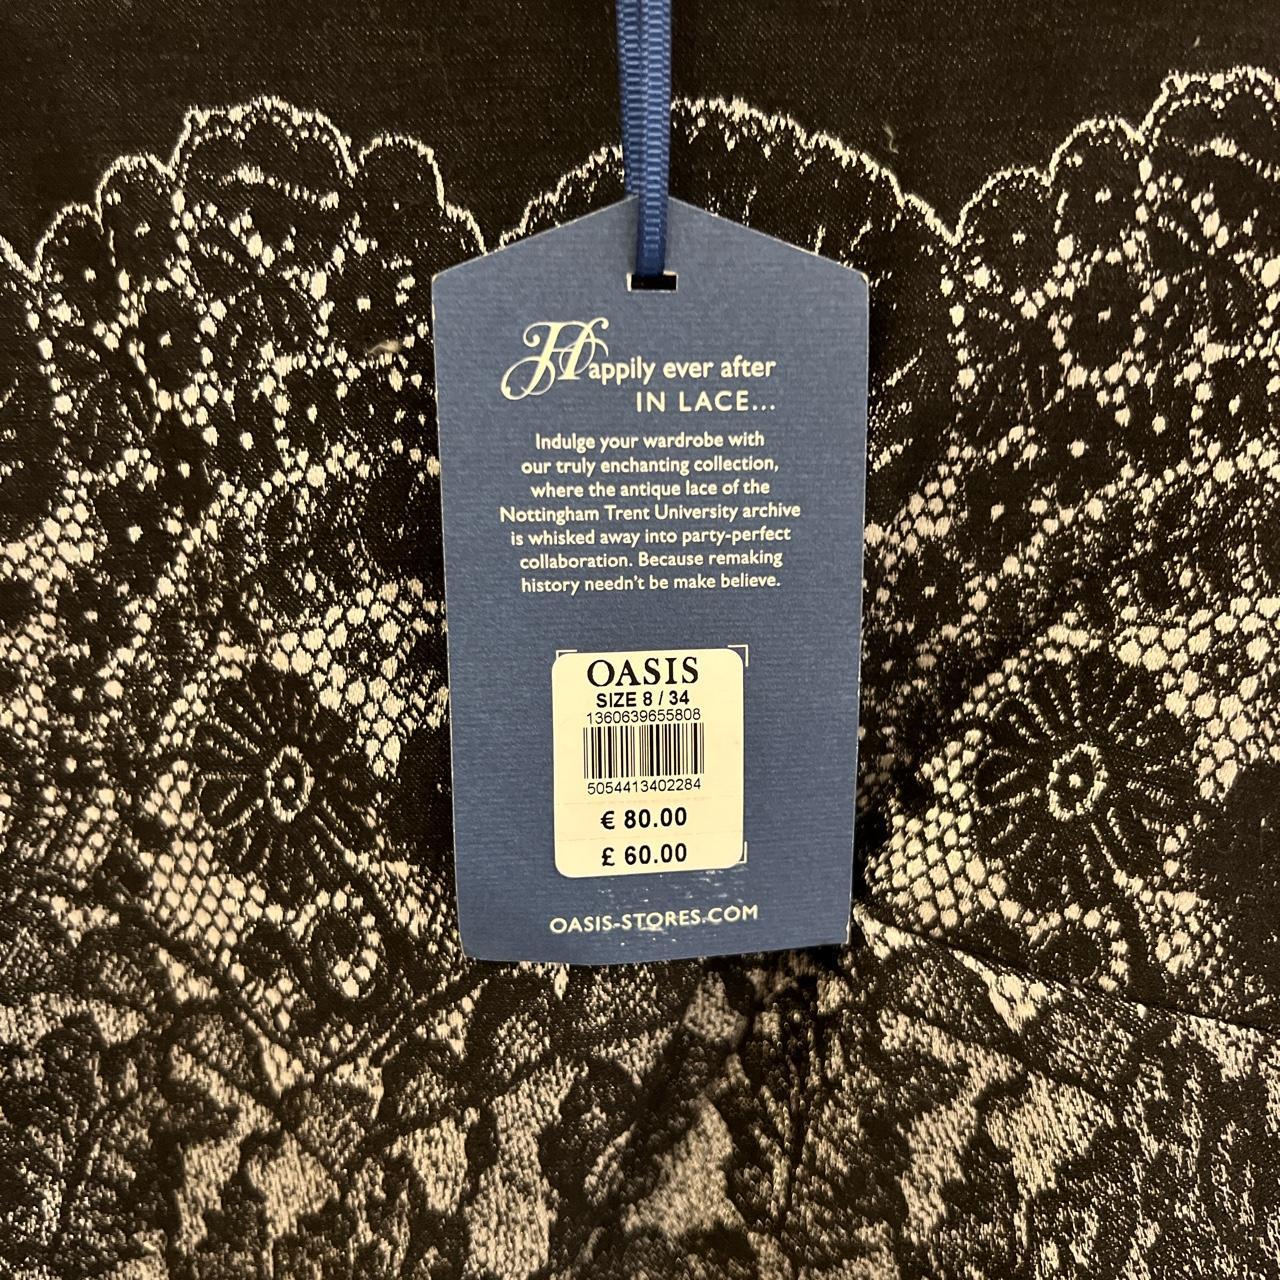 Happily ever after
IN LACE...
Indulge your wardrobe with
our truly enchanting collection,
where the antique lace of the
Nottingham Trent University archive
is whisked away into party-perfect
collaboration. Because remaking
history needn't be make believe.
OASIS
SIZE 8 / 34
1360639655808
5054413402284
€ 80.00
£ 60.00
OASIS-STORES.COM